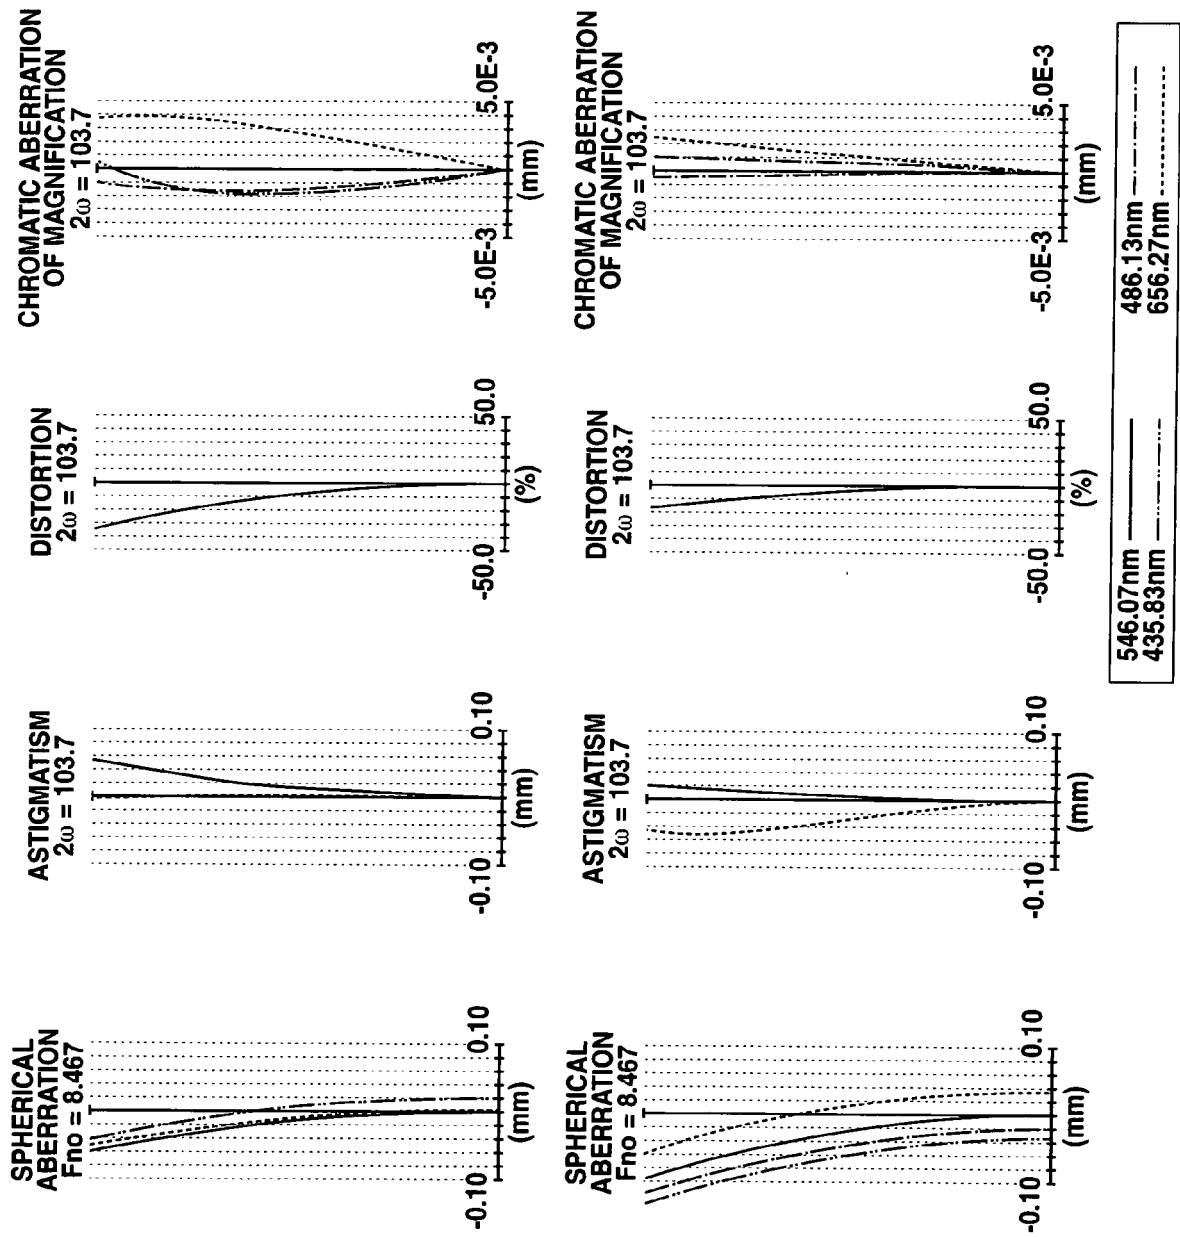 SPHERICAL
ABERRATION
Fno = 8.467
-0.10
0.10
(mm)
ASTIGMATISM
2ω = 103.7
-0.10
0.10
(mm)
DISTORTION
2ω = 103.7
-50.0
50.0
(%)
CHROMATIC ABERRATION
OF MAGNIFICATION
2ω = 103.7
-5.0E-3
5.0E-3
(mm)
SPHERICAL
ABERRATION
Fno = 8.467
-0.10
0.10
(mm)
ASTIGMATISM
2ω = 103.7
-0.10
0.10
(mm)
DISTORTION
2ω = 103.7
-50.0
50.0
(%)
CHROMATIC ABERRATION
OF MAGNIFICATION
2ω = 103.7
-5.0E-3
5.0E-3
(mm)
546.07nm
486.13nm
435.83nm
656.27nm